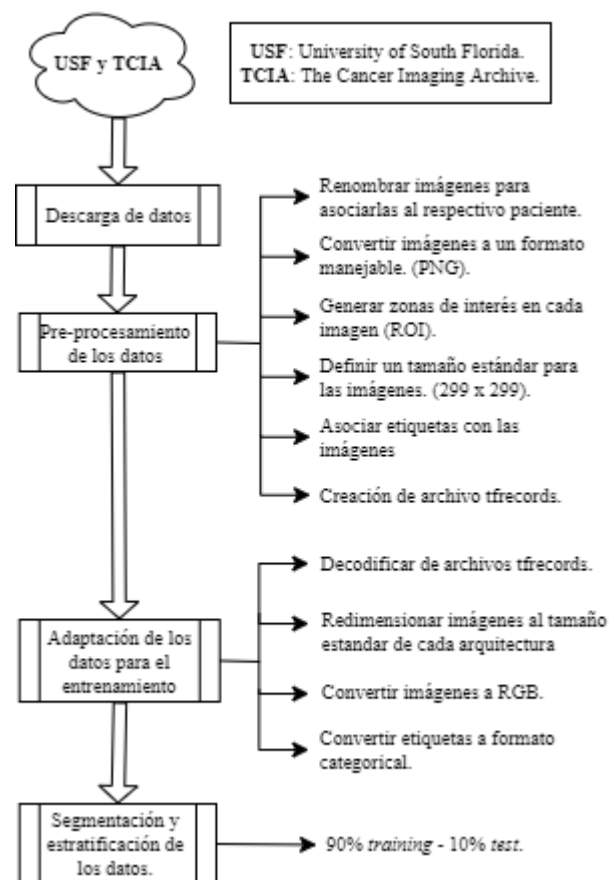 USF y TCIA
USF: University of South Florida.
TCIA: The Cancer Imaging Archive.
Descarga de datos
Pre-procesamiento
de los datos
Renombrar imágenes para
asociarlas al respectivo paciente.
Convertir imágenes a un formato
manejable. (PNG).
Generar zonas de interés en cada
imagen (ROI).
Definir un tamaño estándar para
las imágenes. (299 x 299).
Asociar etiquetas con las
imágenes
Creación de archivo tfrecords.
Adaptación de los
datos para el
entrenamiento
Decodificar de archivos tfrecords.
Redimensionar imágenes al tamaño
estandar de cada arquitectura
Convertir imágenes a RGB.
Convertir etiquetas a formato
categorical.
Segmentación y
estratificación de
los datos.
90% training - 10% test.